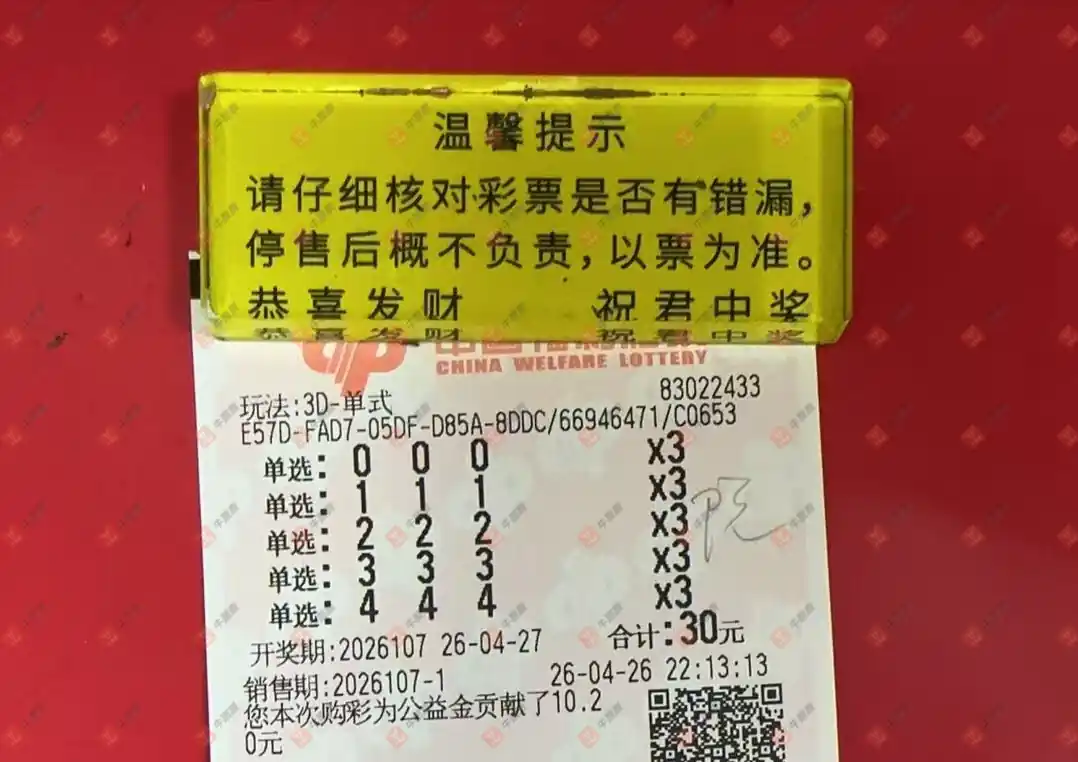 温馨提示
请仔细核对彩票是否有错漏，
停售后概不负责，以票为准。
恭喜发财 祝君中奖
CHINA WELFARE LOTTERY
玩法:3D-单式 83022433
E57D-FAD7-05DF-D85A-8DDC/66946471/C0653
单选: 0 0 0 x3
单选: 1 1 1 x3
单选: 2 2 2 x3
单选: 3 3 3 x3
单选: 4 4 4 x3
合计:30元
开奖期:2026107 26-04-27
销售期:2026107-1 26-04-26 22:13:13
您本次购彩为公益金贡献了10.2
0元